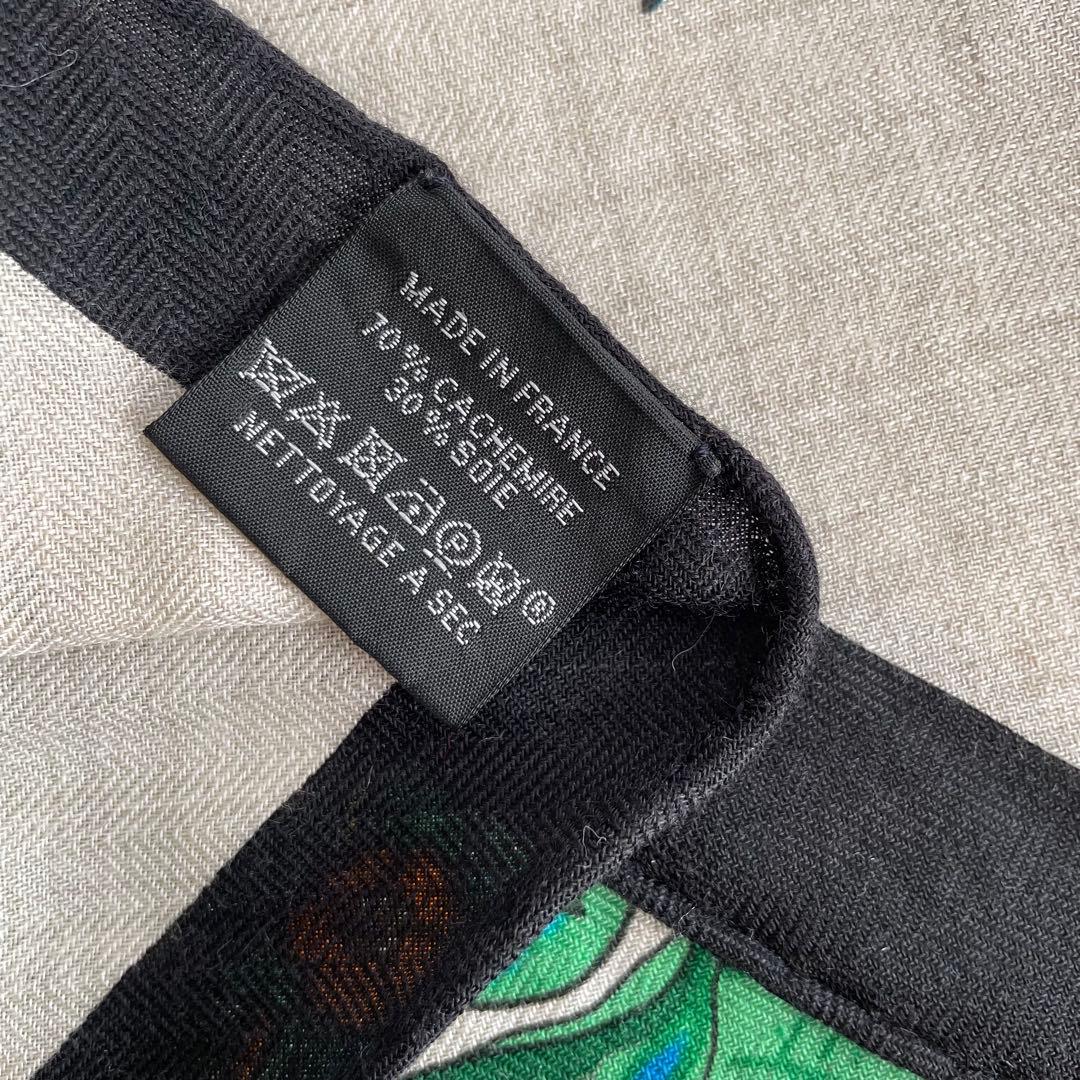 MADE IN FRANCE
70% CACHEMIRE
30% SOIE
®
NETTOYAGE À SEC